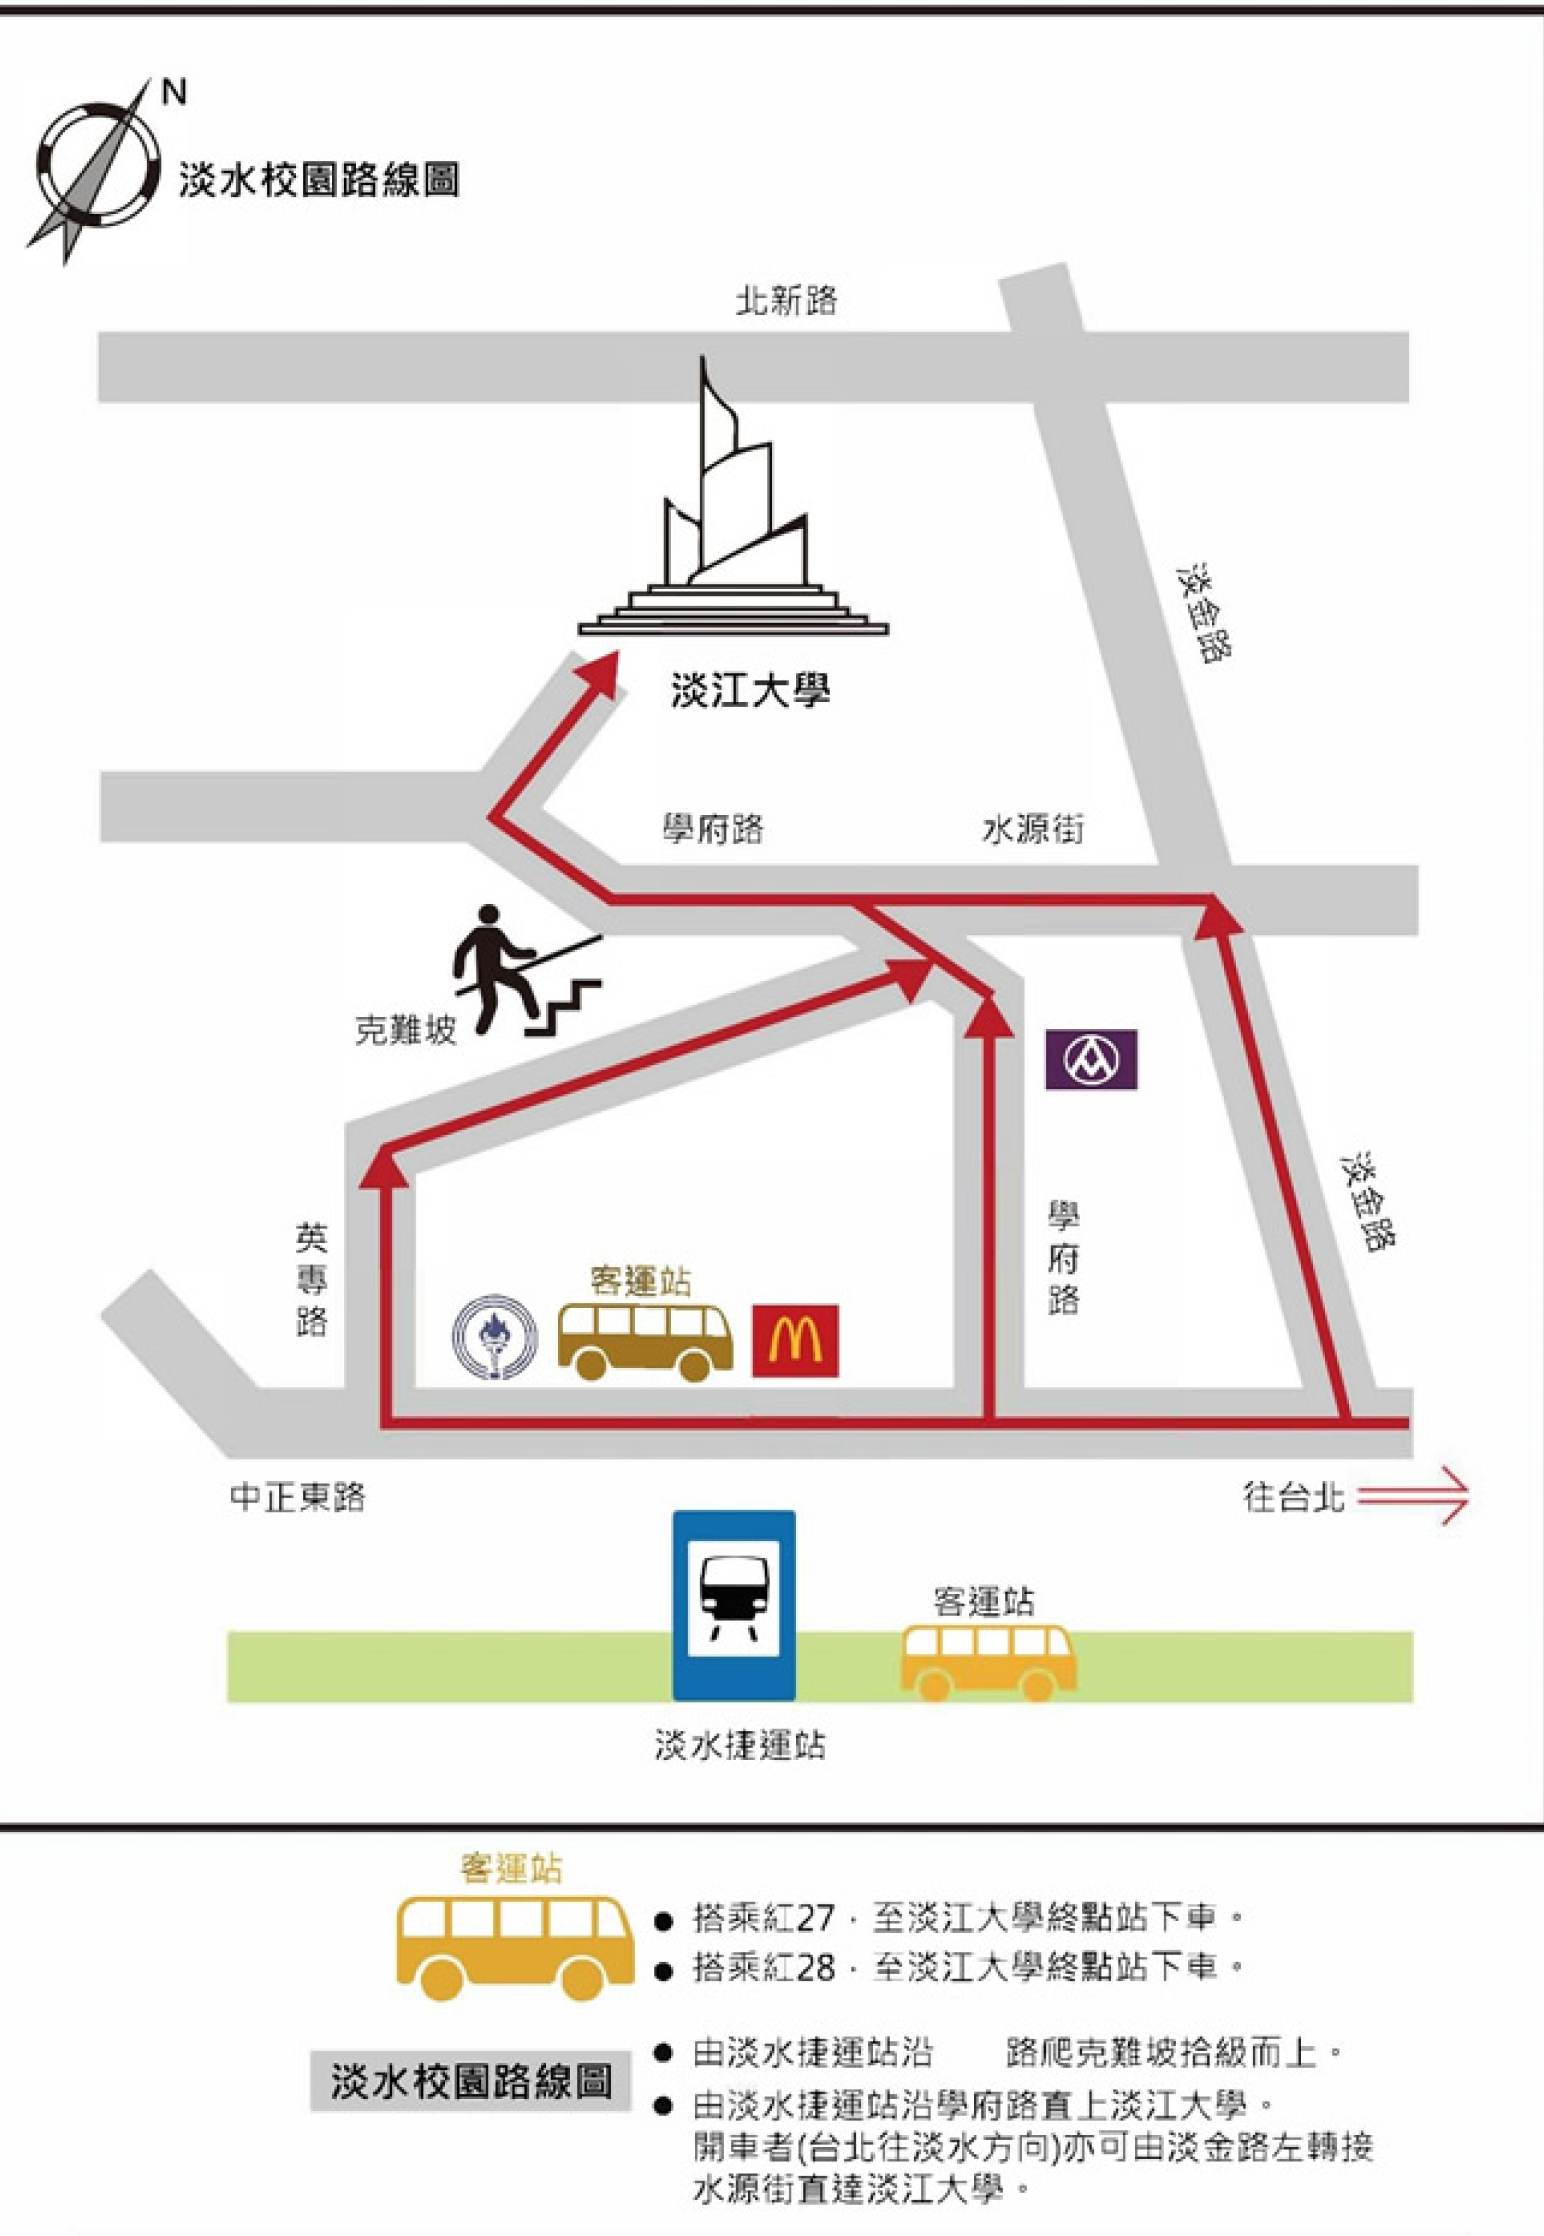 N
淡水校園路線圖
北新路
淡金路
淡江大學
學府路
水源街
克難坡
淡金路
英專路
學府路
客運站
中正東路
往台北
客運站
淡水捷運站
客運站
搭乘紅27，至淡江大學終點站下車。
搭乘紅28，至淡江大學終點站下車。
淡水校園路線圖
由淡水捷運站沿　　路爬克難坡拾級而上。
由淡水捷運站沿學府路直上淡江大學。
開車者(台北往淡水方向)亦可由淡金路左轉接
水源街直達淡江大學。